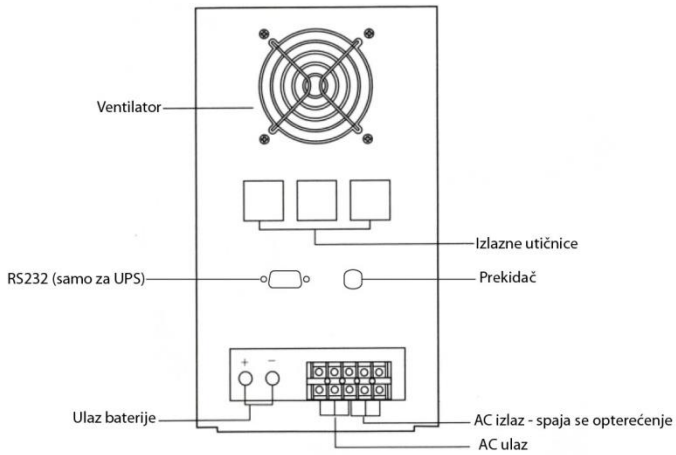 Ventilator
Izlazne utičnice
RS232 (samo za UPS)
Prekidač
+ −
Ulaz baterije
AC izlaz - spaja se opterećenje
AC ulaz